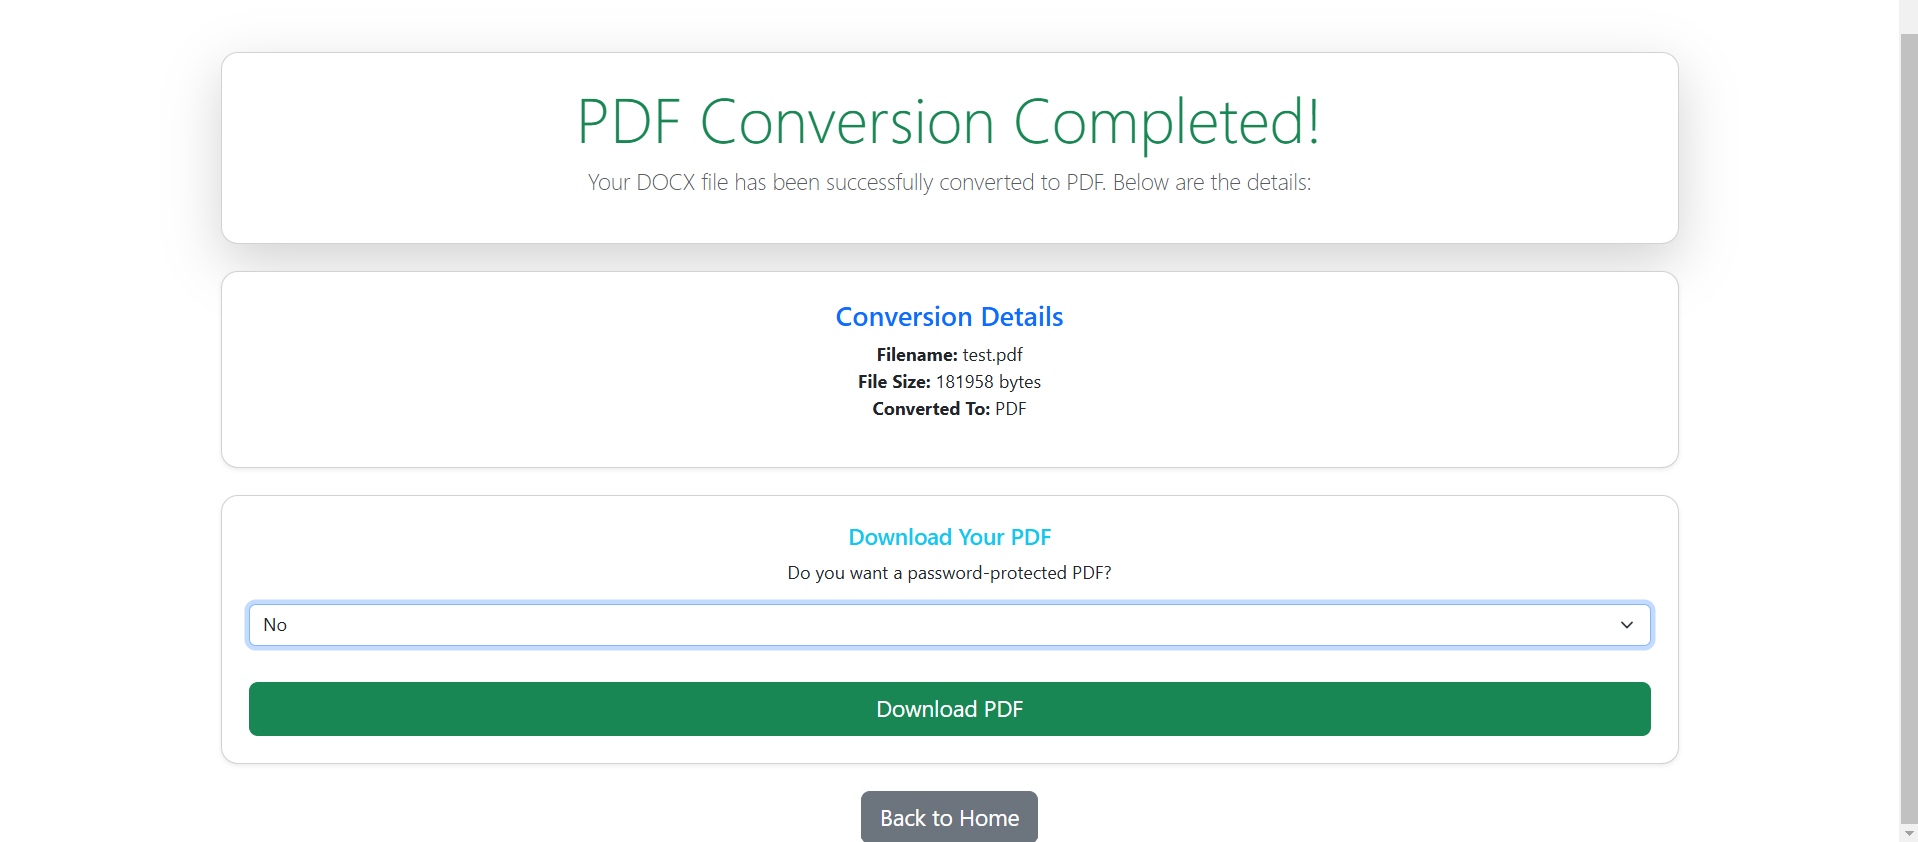 PDF Conversion Completed!
Your DOCX file has been successfully converted to PDF. Below are the details:
Conversion Details
Filename: test.pdf
File Size: 181958 bytes
Converted To: PDF
Download Your PDF
Do you want a password-protected PDF?
No
Download PDF
Back to Home